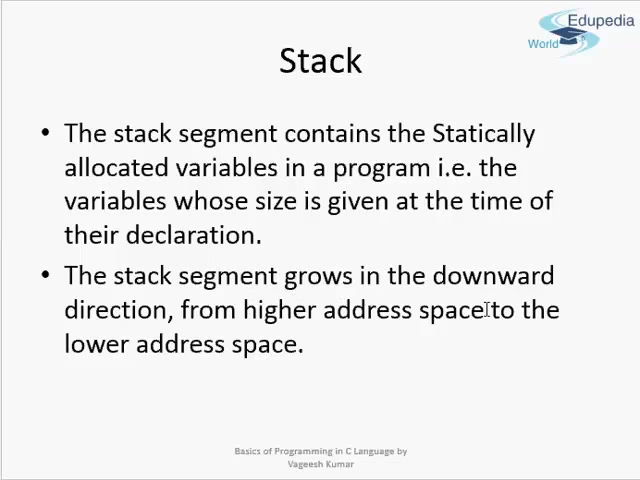 Edupedia
World
Stack
• The stack segment contains the Statically
allocated variables in a program i.e. the
variables whose size is given at the time of
their declaration.
• The stack segment grows in the downward
direction, from higher address space to the
lower address space.
Basics of Programming in C Language by
Vageesh Kumar